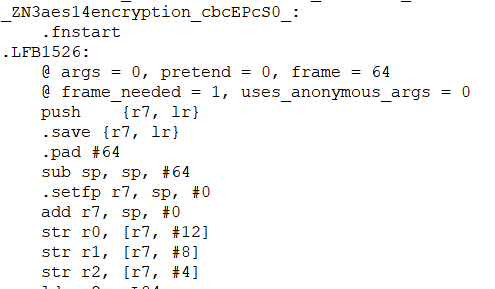 _ZN3aes14encryption_cbcEPcS0_:
.fnstart
.LFB1526:
@ args = 0, pretend = 0, frame = 64
@ frame_needed = 1, uses_anonymous_args = 0
push {r7, lr}
.save {r7, lr}
.pad #64
sub sp, sp, #64
.setfp r7, sp, #0
add r7, sp, #0
str r0, [r7, #12]
str r1, [r7, #8]
str r2, [r7, #4]